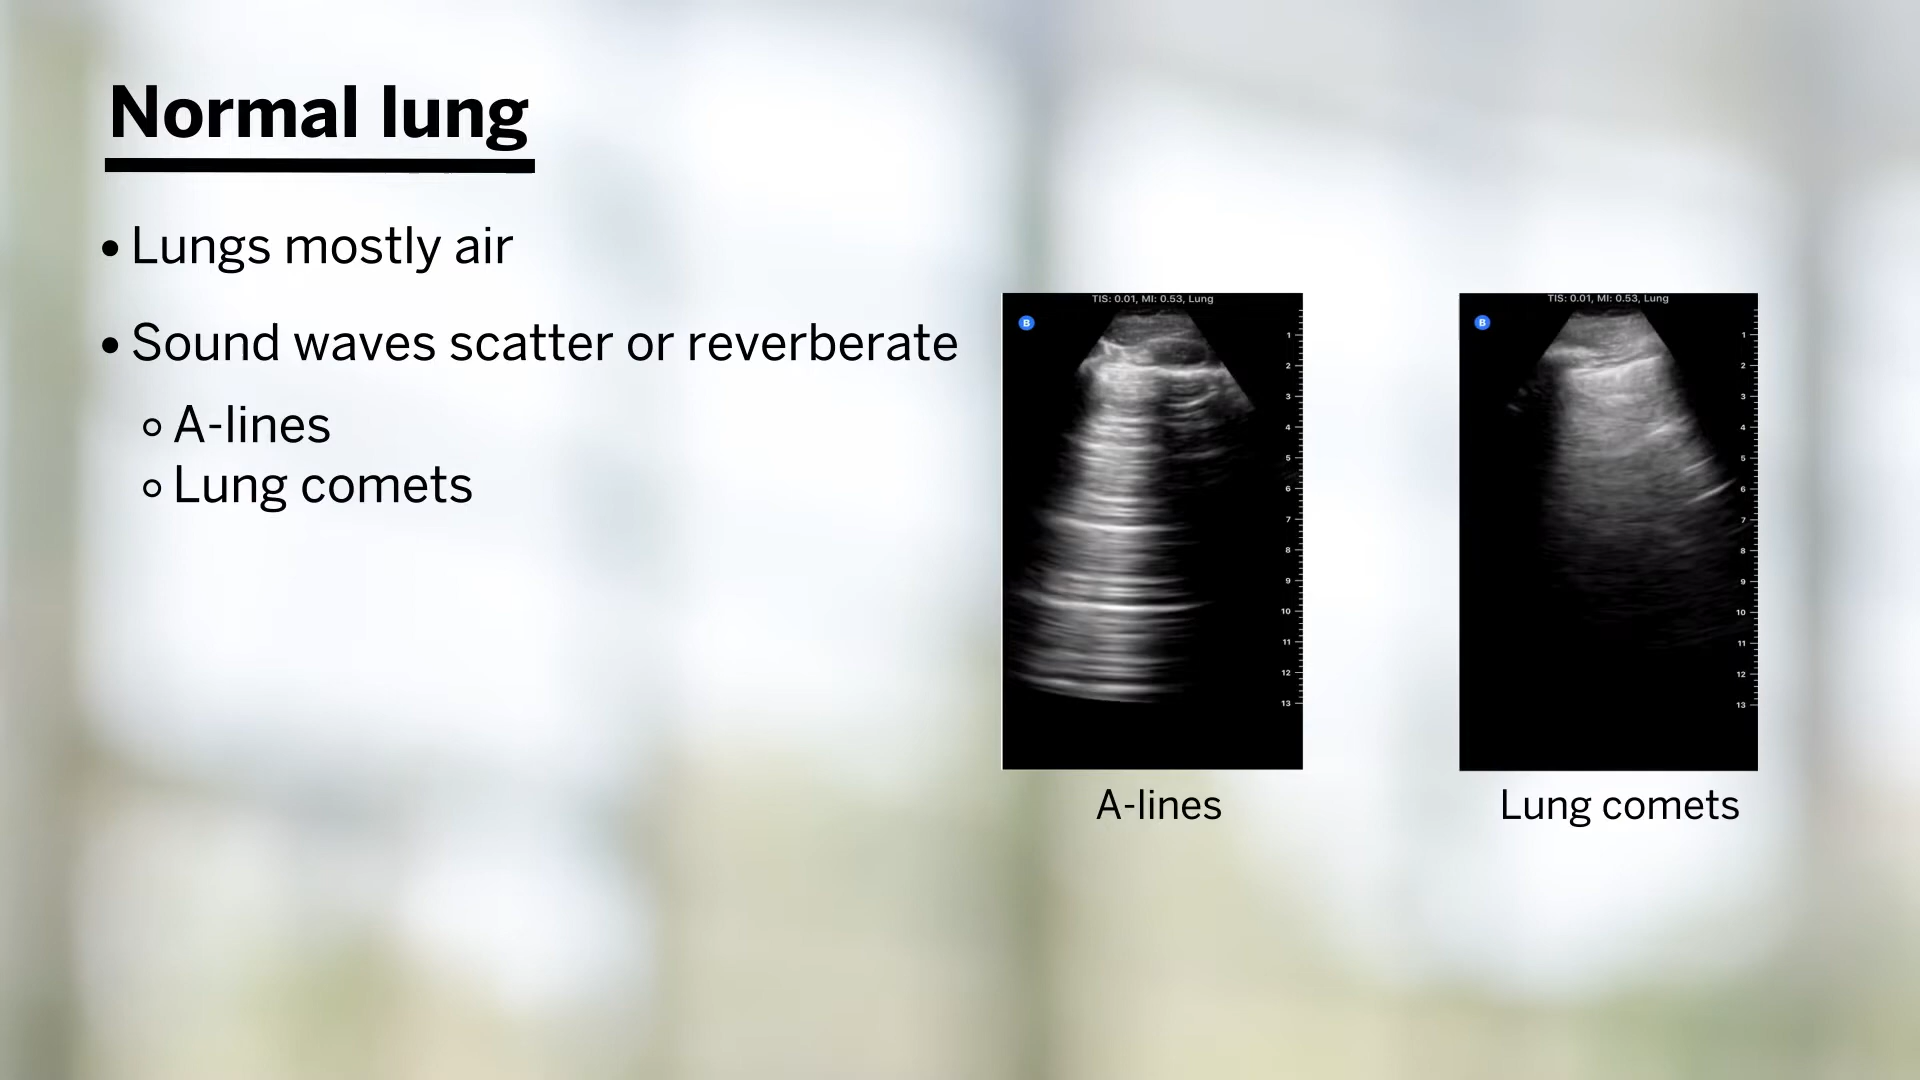 Normal lung
• Lungs mostly air
• Sound waves scatter or reverberate
○ A-lines
○ Lung comets
TIS: 0.01, MI: 0.53, Lung
B
1
2
3
4
5
6
7
8
9
10
11
12
13
A-lines
TIS: 0.01, MI: 0.53, Lung
B
1
2
3
4
5
6
7
8
9
10
11
12
13
Lung comets